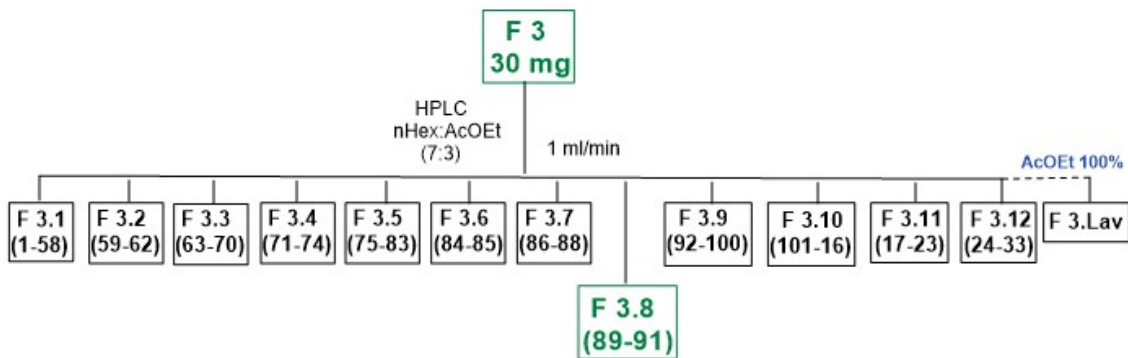 F 3
30 mg
HPLC
nHex:AcOEt
(7:3)
1 ml/min
AcOEt 100%
F 3.1
(1-58)
F 3.2
(59-62)
F 3.3
(63-70)
F 3.4
(71-74)
F 3.5
(75-83)
F 3.6
(84-85)
F 3.7
(86-88)
F 3.9
(92-100)
F 3.10
(101-16)
F 3.11
(17-23)
F 3.12
(24-33)
F 3.Lav
F 3.8
(89-91)